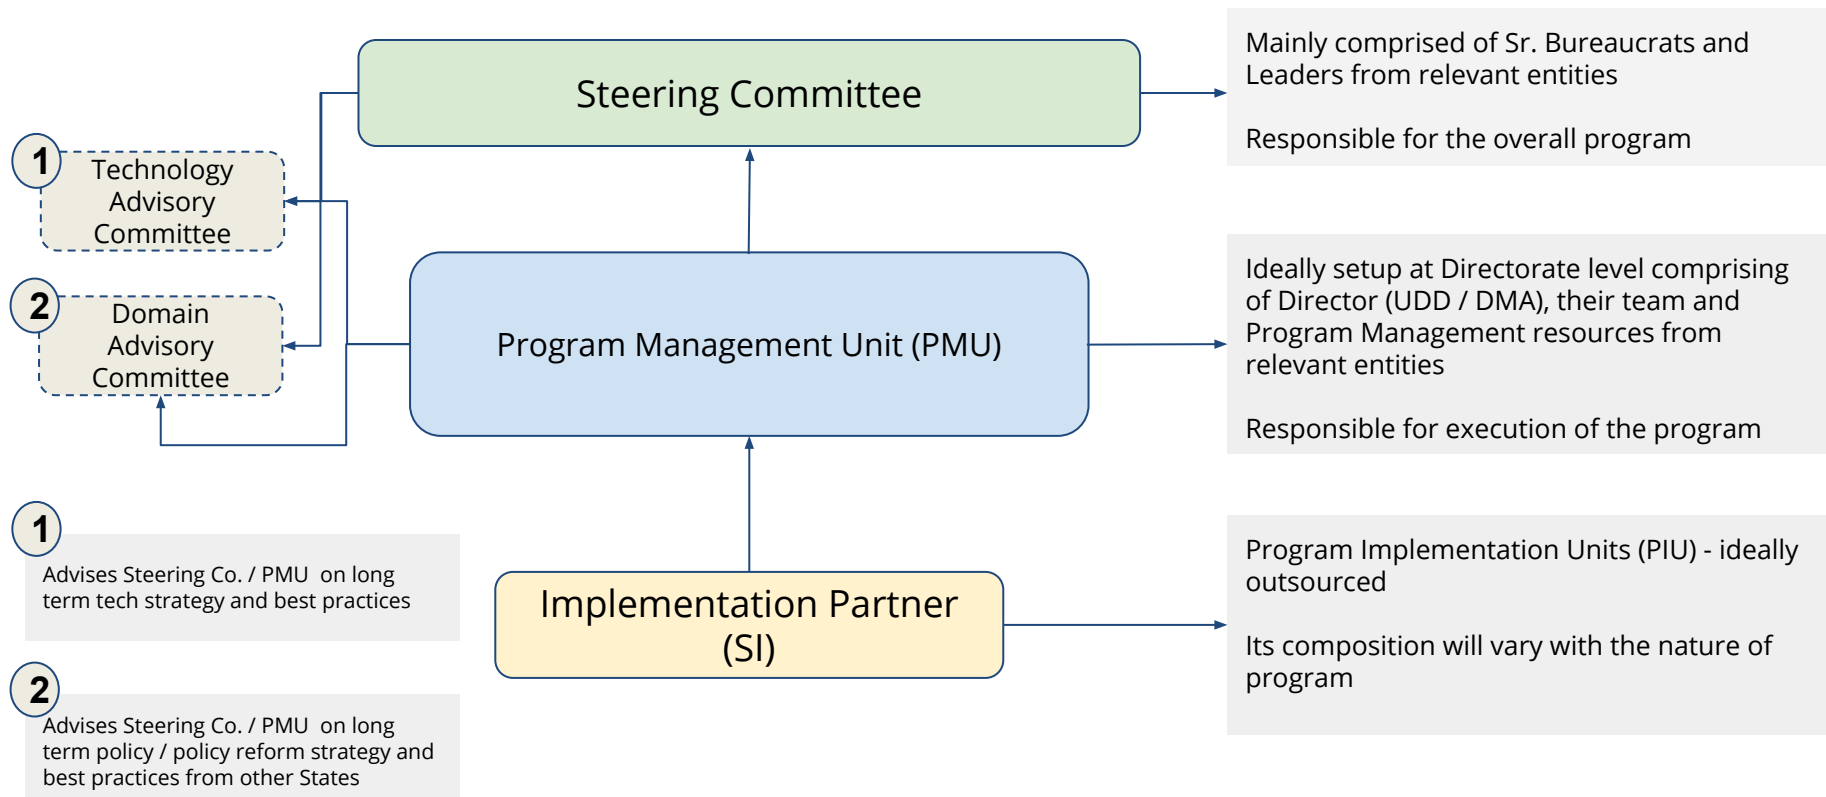 Steering Committee
Mainly comprised of Sr. Bureaucrats and
Leaders from relevant entities
Responsible for the overall program
1
Technology
Advisory
Committee
2
Domain
Advisory
Committee
Program Management Unit (PMU)
Ideally setup at Directorate level comprising
of Director (UDD / DMA), their team and
Program Management resources from
relevant entities
Responsible for execution of the program
1
Advises Steering Co. / PMU  on long
term tech strategy and best practices
Implementation Partner
(SI)
Program Implementation Units (PIU) - ideally
outsourced
Its composition will vary with the nature of
program
2
Advises Steering Co. / PMU  on long
term policy / policy reform strategy and
best practices from other States